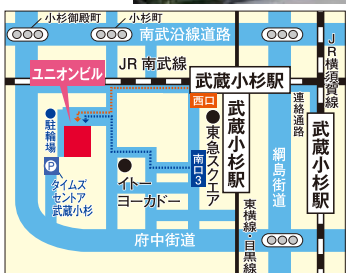 小杉御殿町
小杉町
南武沿線道路
ユニオンビル
JR 南武線
武蔵小杉駅
JR横須賀線
西口
連絡通路
駐輪場
東急スクエア
武蔵小杉駅
綱島街道
武蔵小杉駅
P
タイムズ
セントア
武蔵小杉
イトー
ヨーカドー
南口3
東横線・目黒線
府中街道